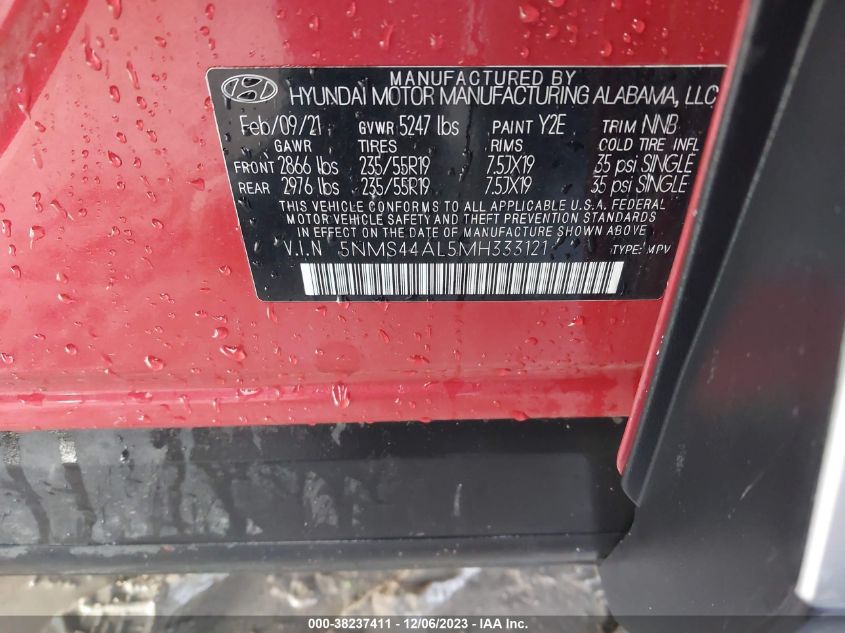 MANUFACTURED BY
HYUNDAI MOTOR MANUFACTURING ALABAMA, LLC
Feb/09/21 GVWR 5247 lbs PAINT Y2E TRIM NNB
GAWR TIRES RIMS COLD TIRE INFL
FRONT 2866 lbs 235/55R19 7.5JX19 35 psi SINGLE
REAR 2976 lbs 235/55R19 7.5JX19 35 psi SINGLE
THIS VEHICLE CONFORMS TO ALL APPLICABLE U.S.A. FEDERAL
MOTOR VEHICLE SAFETY AND THEFT PREVENTION STANDARDS
IN EFFECT ON THE DATE OF MANUFACTURE SHOWN ABOVE
V.I.N 5NMS44AL5MH333121 TYPE: MPV
000-38237411 - 12/06/2023 - IAA Inc.